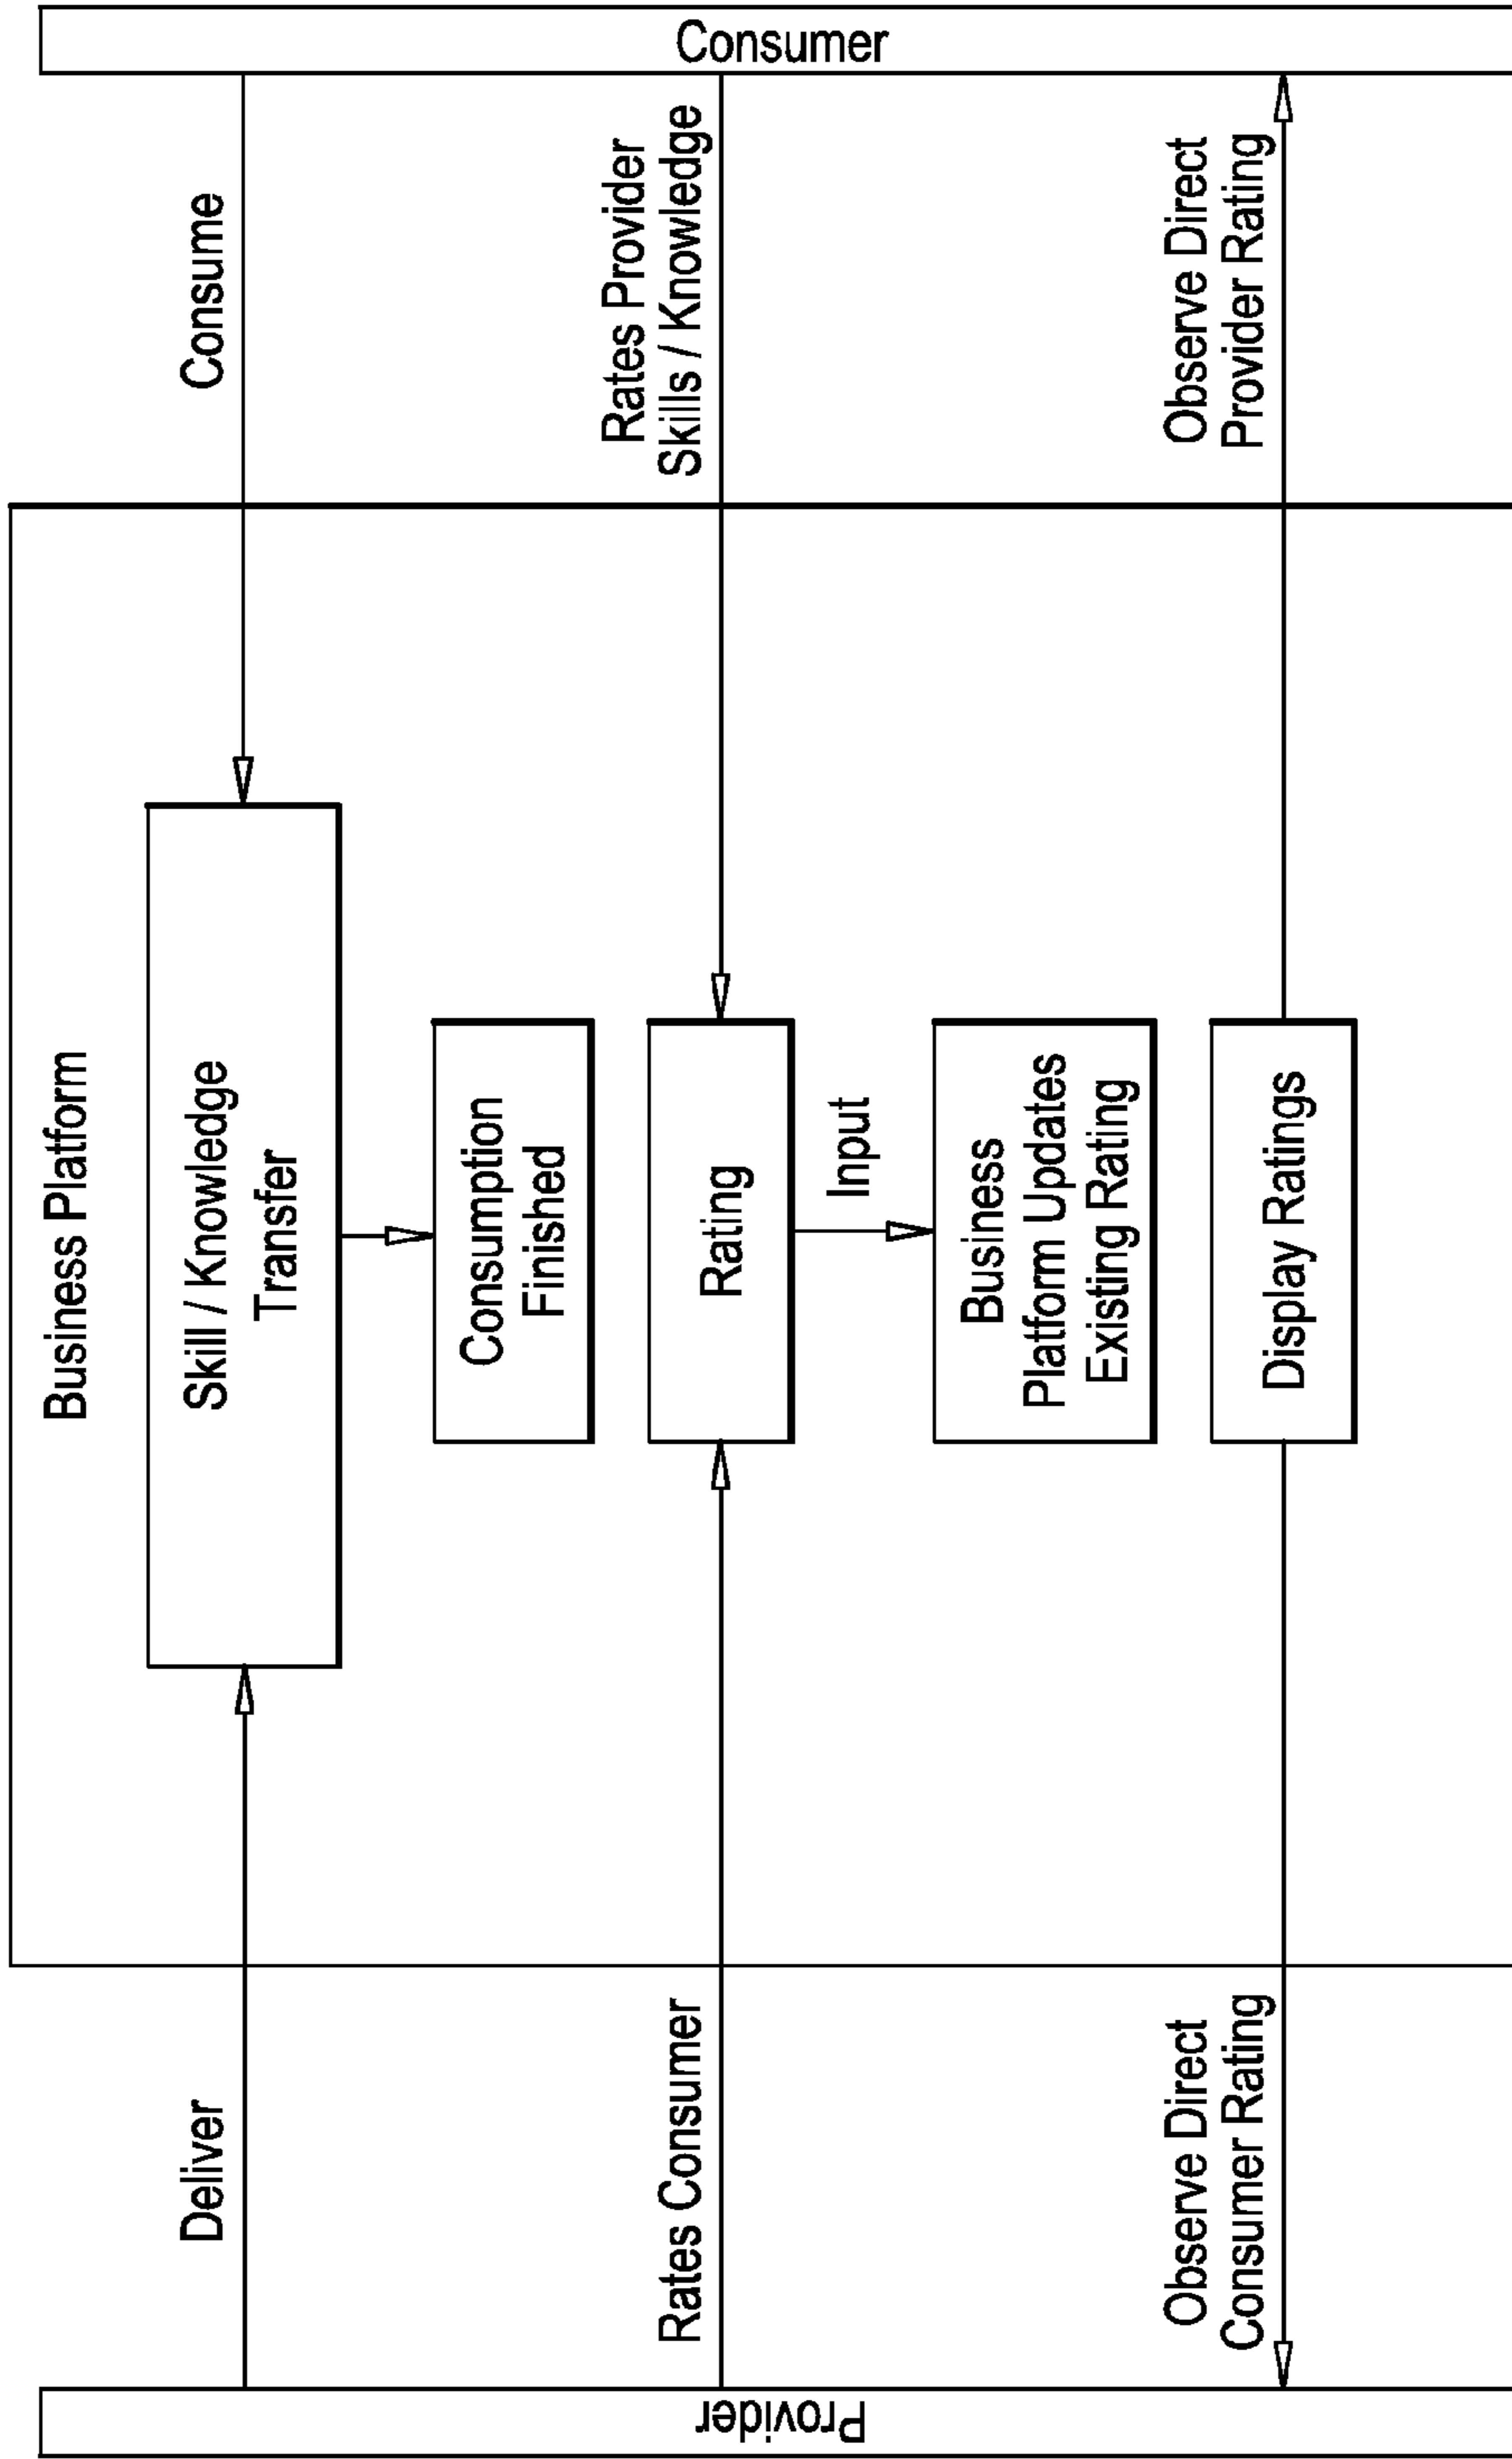 Business Platform
Provider
Consumer
Deliver
Skill / Knowledge
Transfer
Consume
Consumption
Finished
Rates Consumer
Rating
Rates Provider
Skills / Knowledge
Input
Business
Platform Updates
Existing Rating
Observe Direct
Consumer Rating
Display Ratings
Observe Direct
Provider Rating